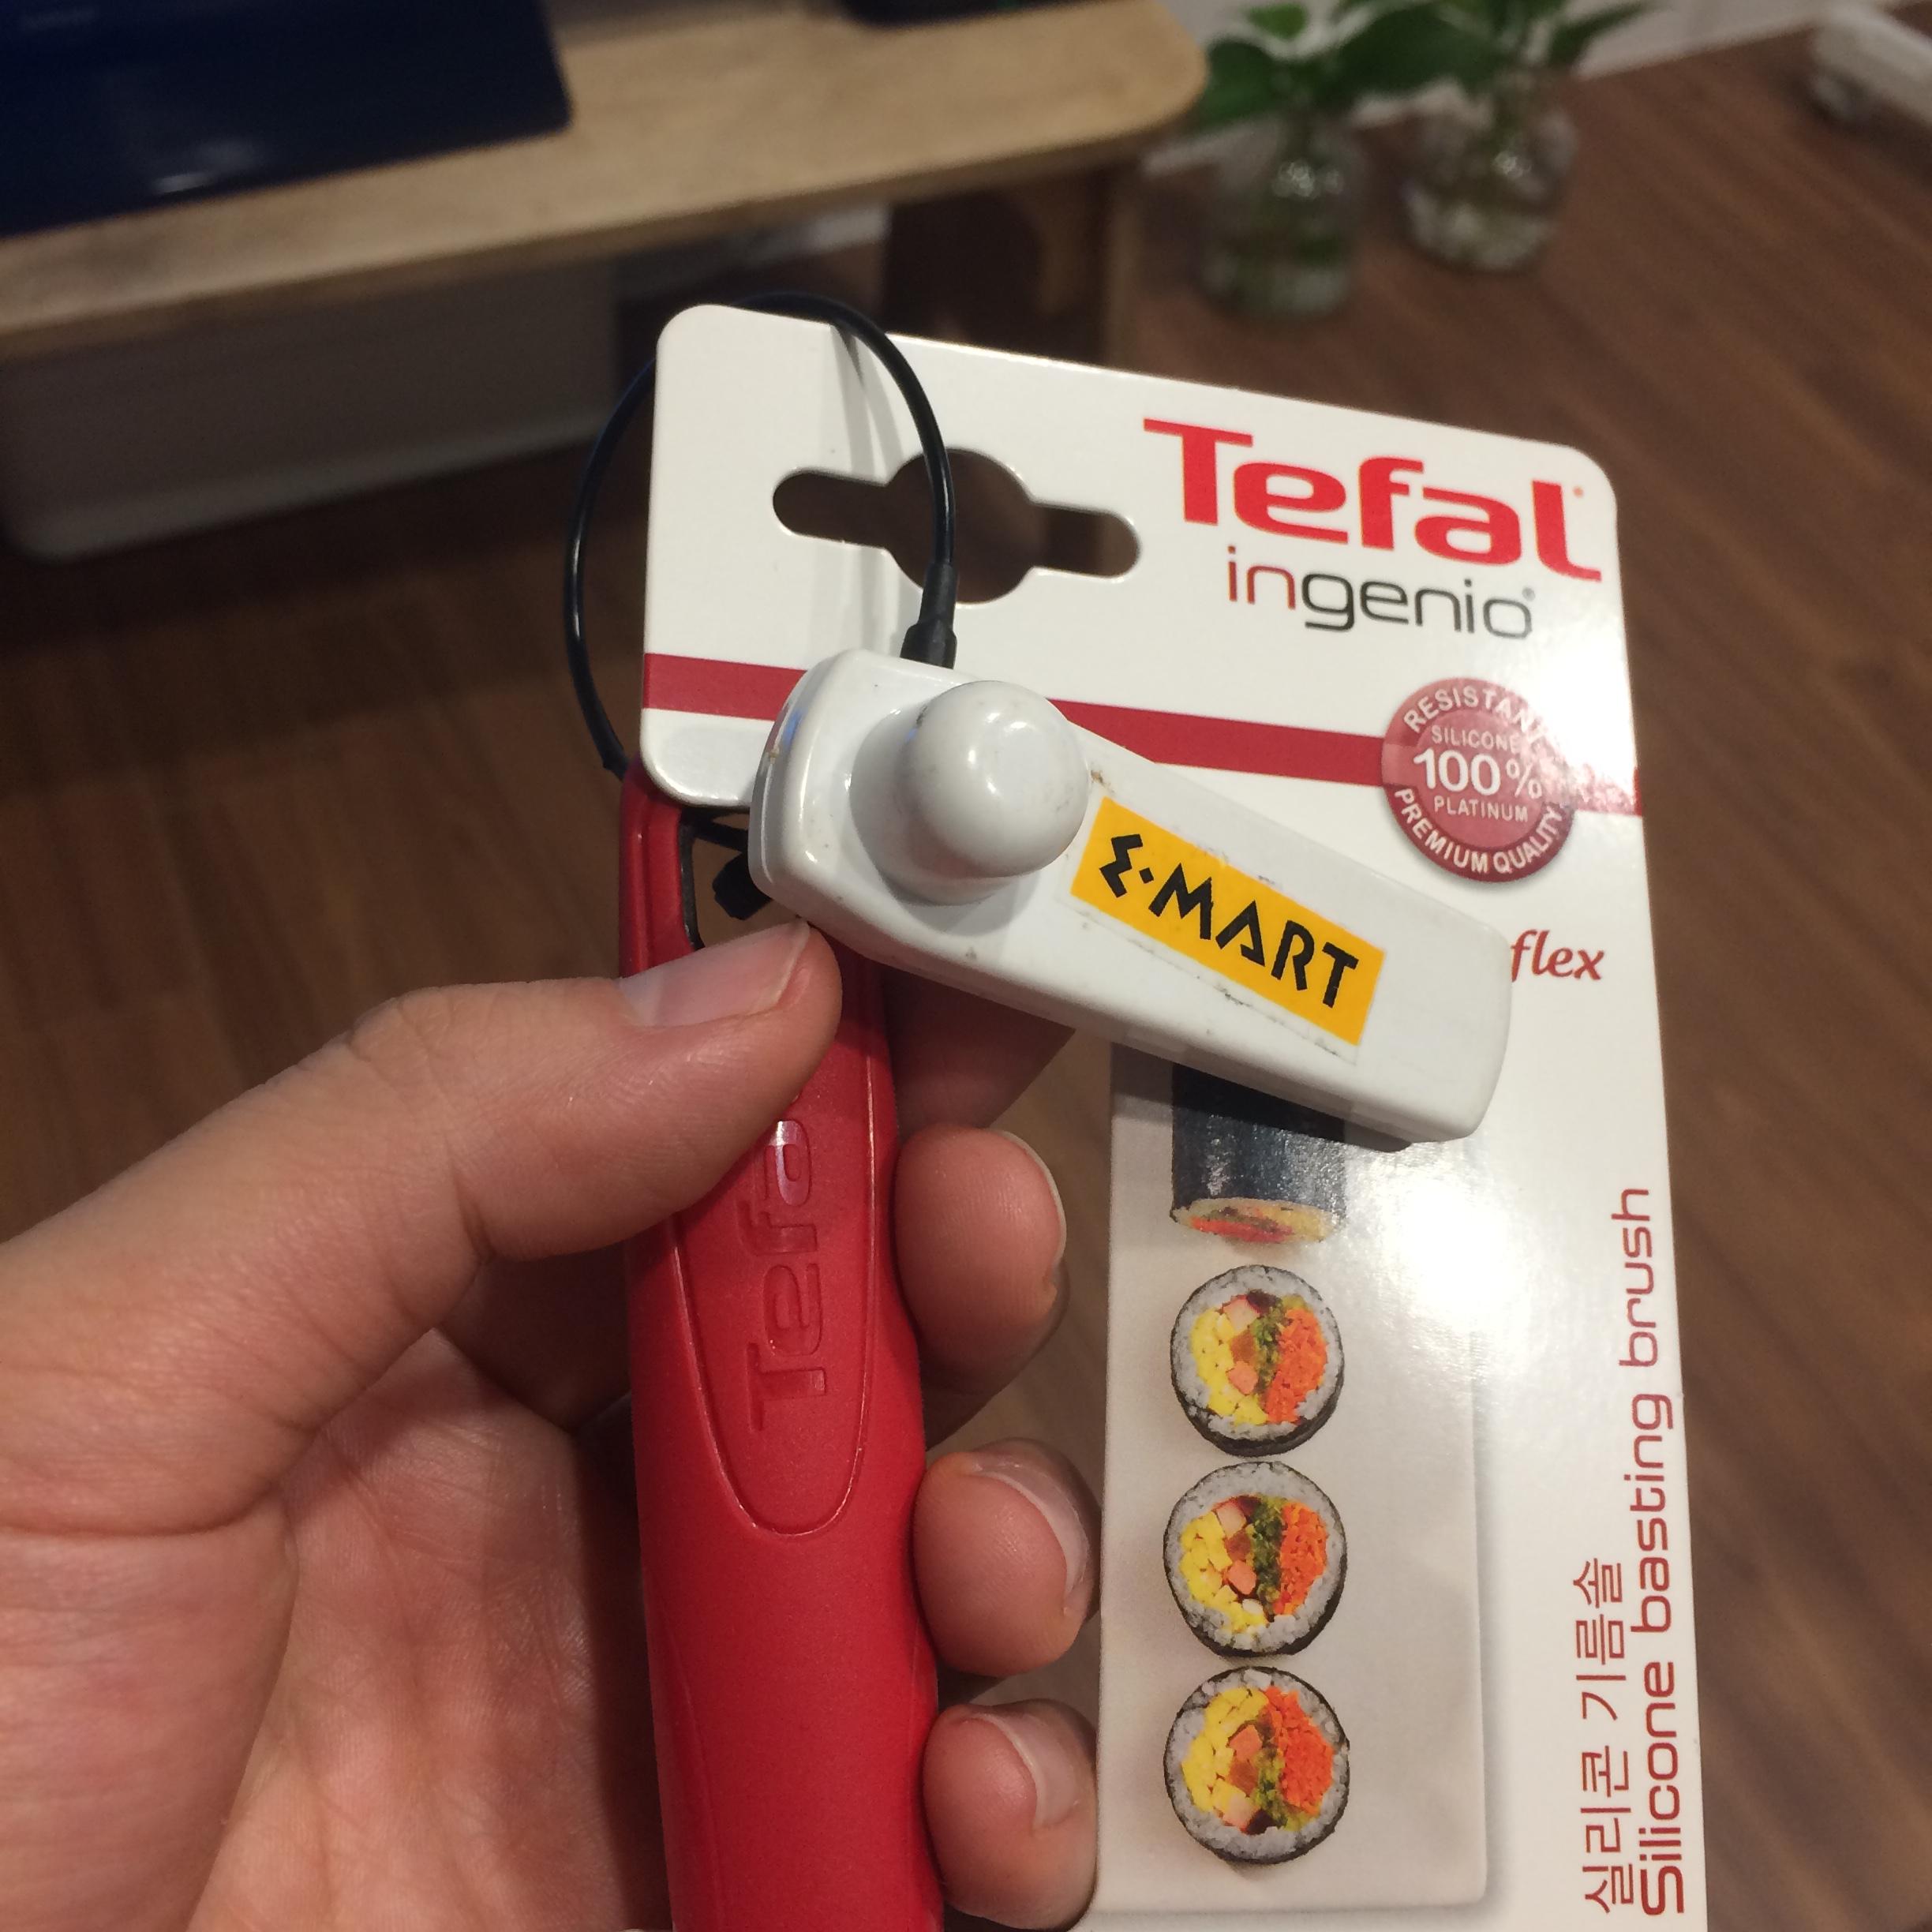 Tefal
ingenio
RESISTANT
SILICONE
100%
PLATINUM
PREMIUM QUALITY
E·MART
flex
Tefal
실리콘 기름솔
Silicone basting brush